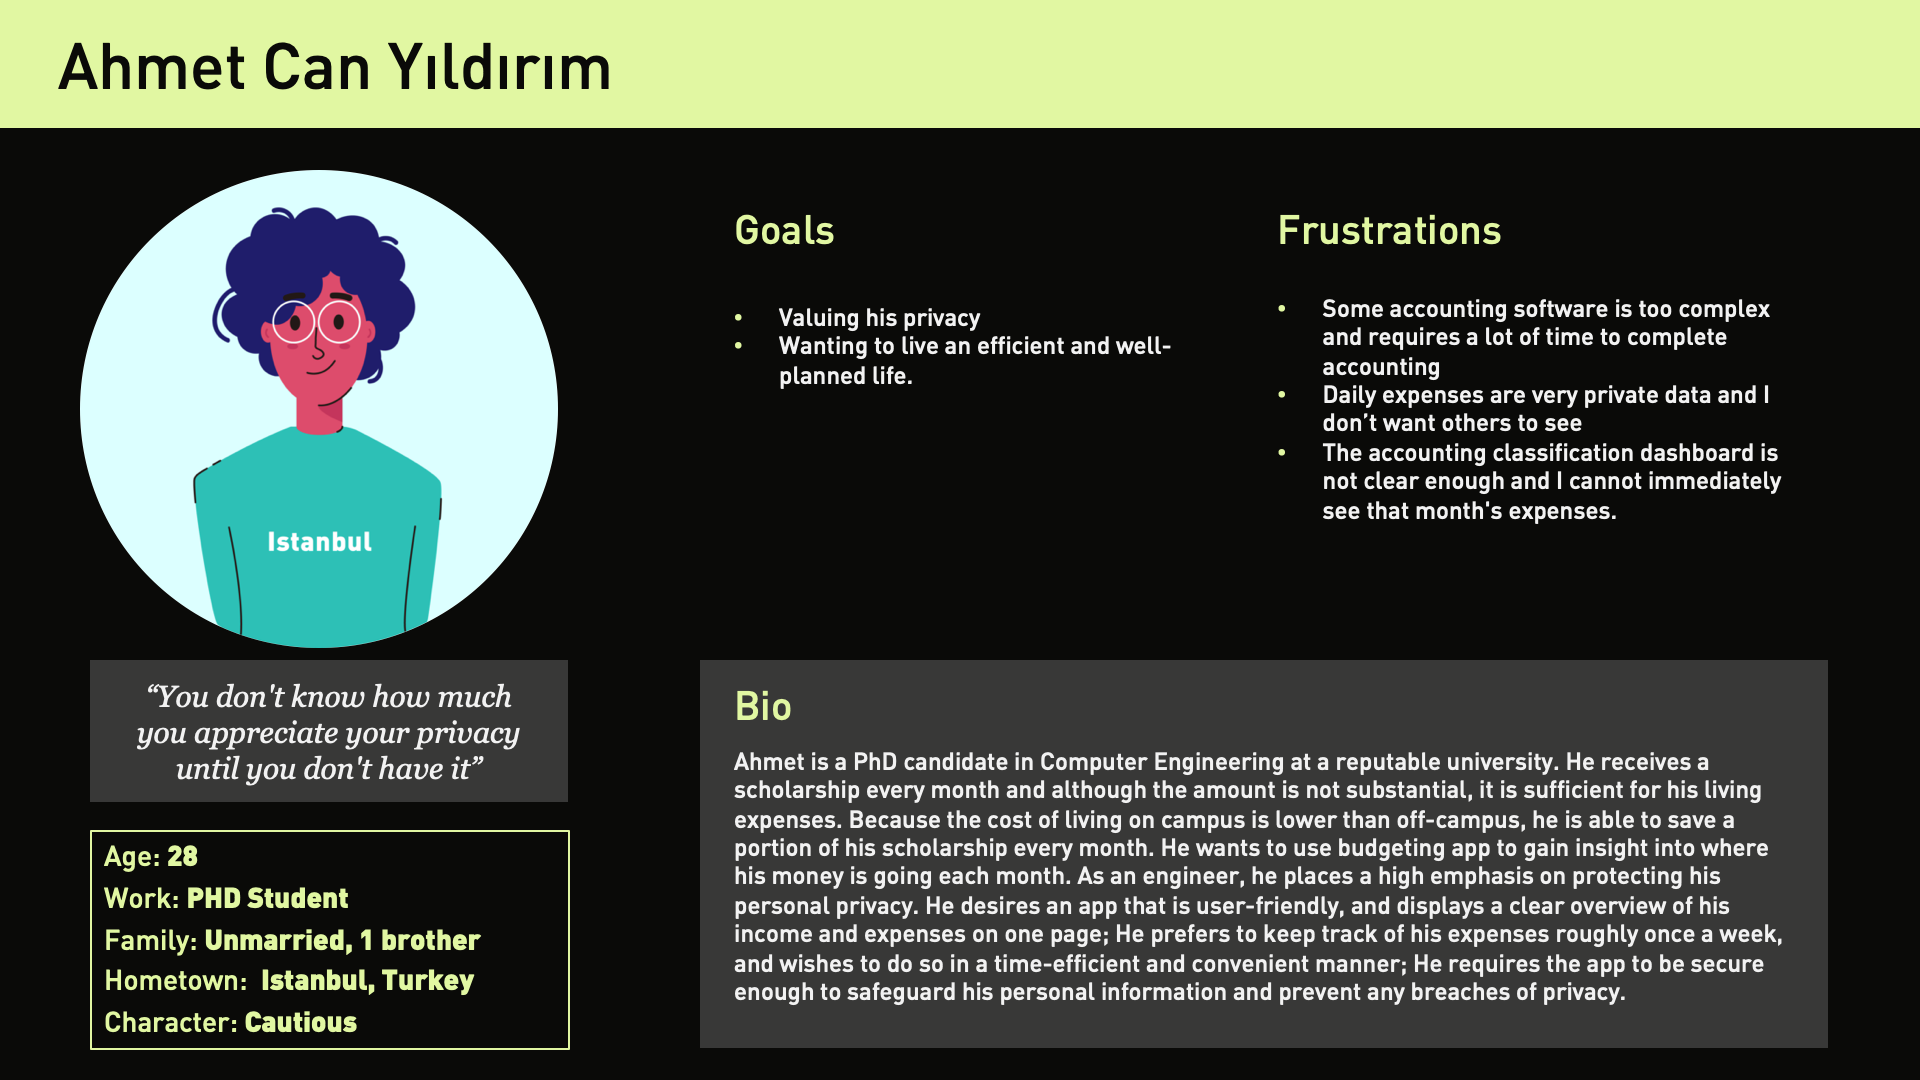 Ahmet Can Yıldırım
Istanbul
“You don't know how much
you appreciate your privacy
until you don't have it”
Age: 28
Work: PHD Student
Family: Unmarried, 1 brother
Hometown: Istanbul, Turkey
Character: Cautious
Goals
• Valuing his privacy
• Wanting to live an efficient and well-
planned life.
Frustrations
• Some accounting software is too complex
and requires a lot of time to complete
accounting
• Daily expenses are very private data and I
don’t want others to see
• The accounting classification dashboard is
not clear enough and I cannot immediately
see that month's expenses.
Bio
Ahmet is a PhD candidate in Computer Engineering at a reputable university. He receives a
scholarship every month and although the amount is not substantial, it is sufficient for his living
expenses. Because the cost of living on campus is lower than off-campus, he is able to save a
portion of his scholarship every month. He wants to use budgeting app to gain insight into where
his money is going each month. As an engineer, he places a high emphasis on protecting his
personal privacy. He desires an app that is user-friendly, and displays a clear overview of his
income and expenses on one page; He prefers to keep track of his expenses roughly once a week,
and wishes to do so in a time-efficient and convenient manner; He requires the app to be secure
enough to safeguard his personal information and prevent any breaches of privacy.